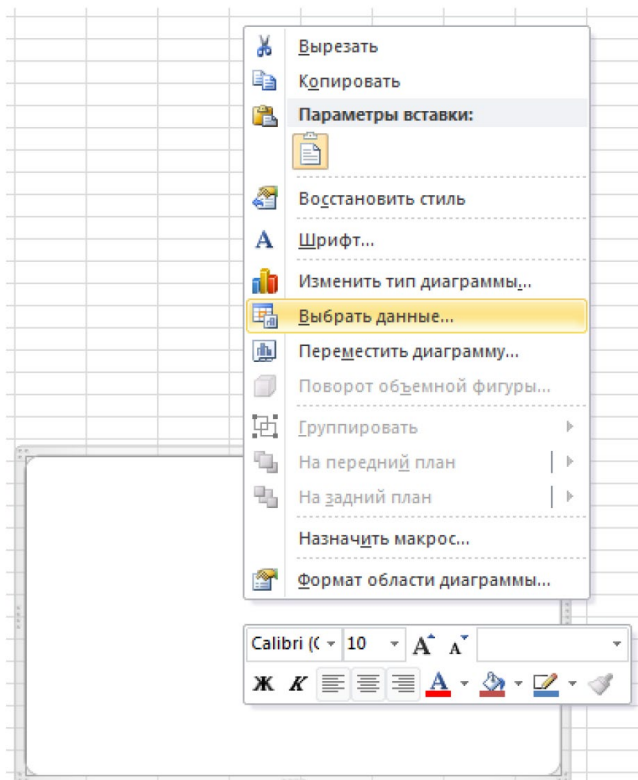 Вырезать
Копировать
Параметры вставки:
Восстановить стиль
Шрифт...
Изменить тип диаграммы...
Выбрать данные...
Переместить диаграмму...
Поворот объемной фигуры...
Группировать
На передний план
На задний план
Назначить макрос...
Формат области диаграммы...
Calibri (С 10 А А
Ж К А